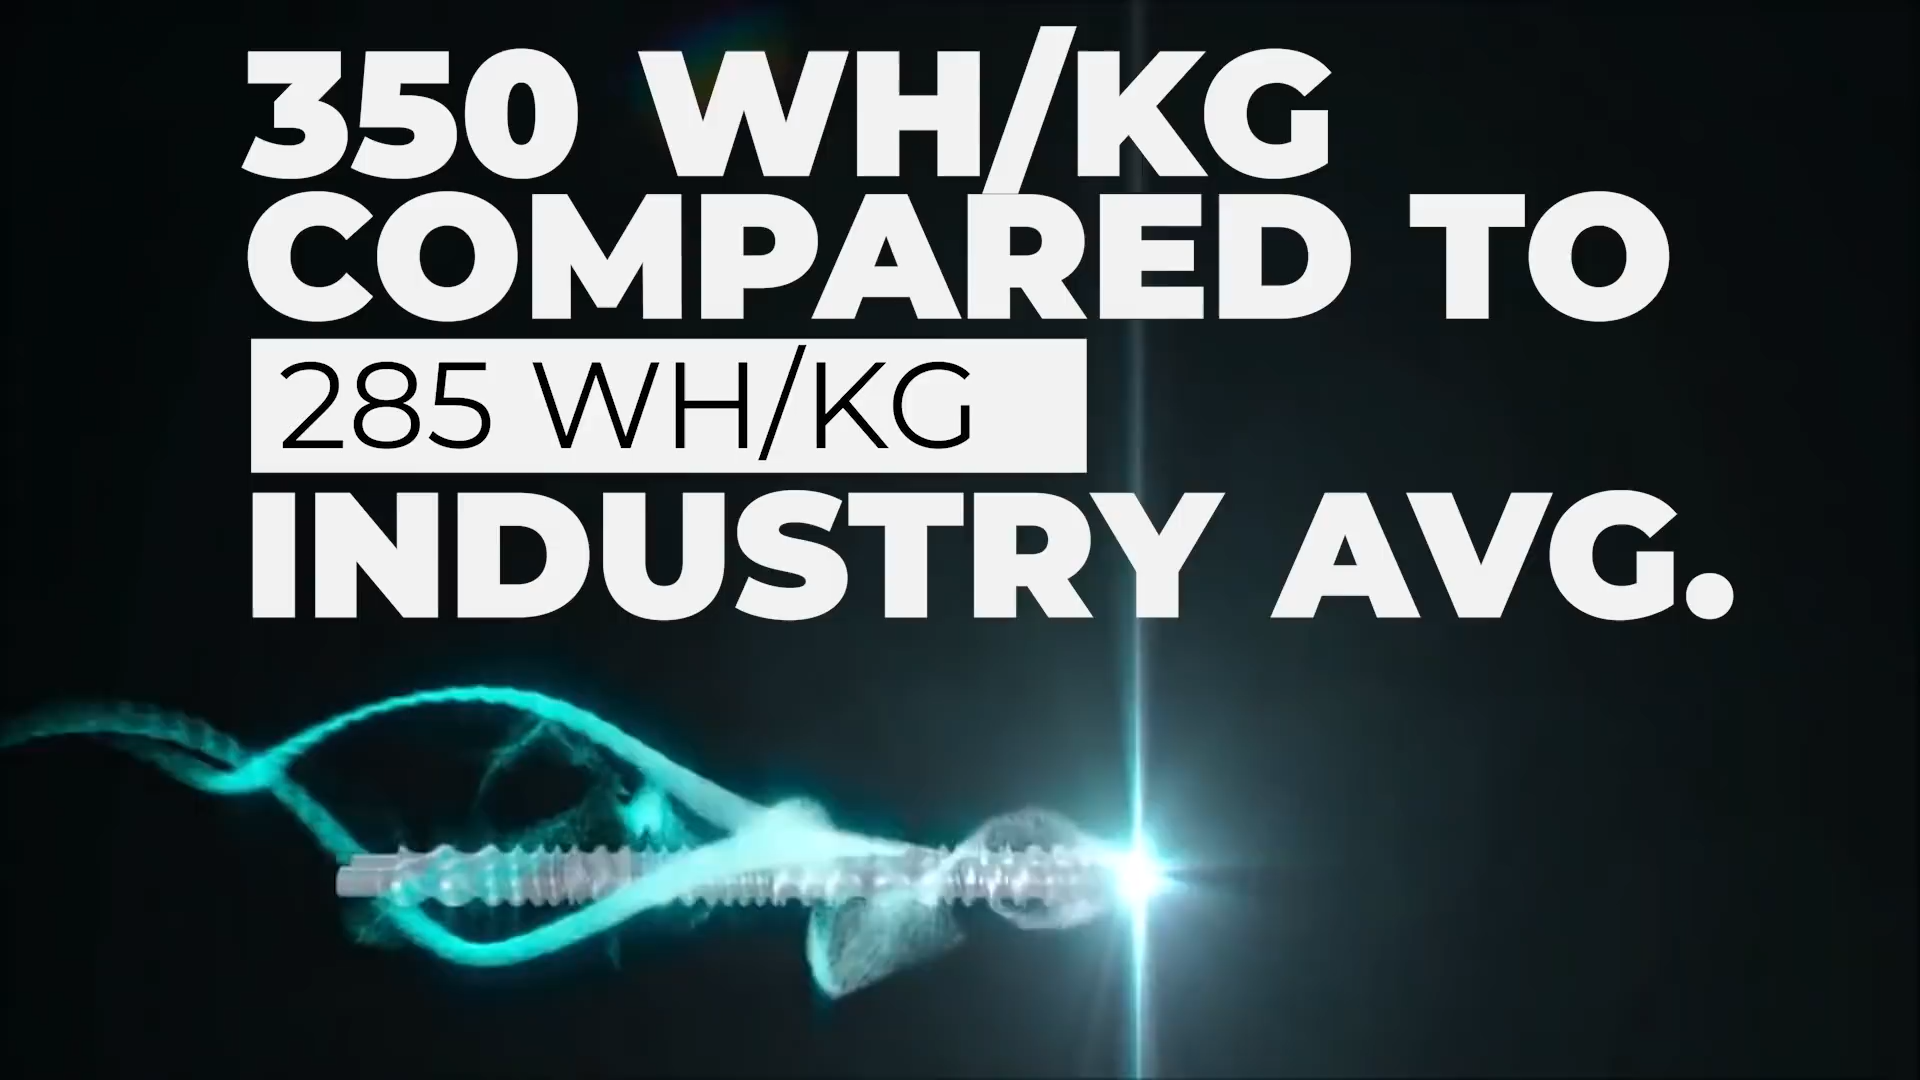 350 WH/KG
COMPARED TO
285 WH/KG
INDUSTRY AVG.